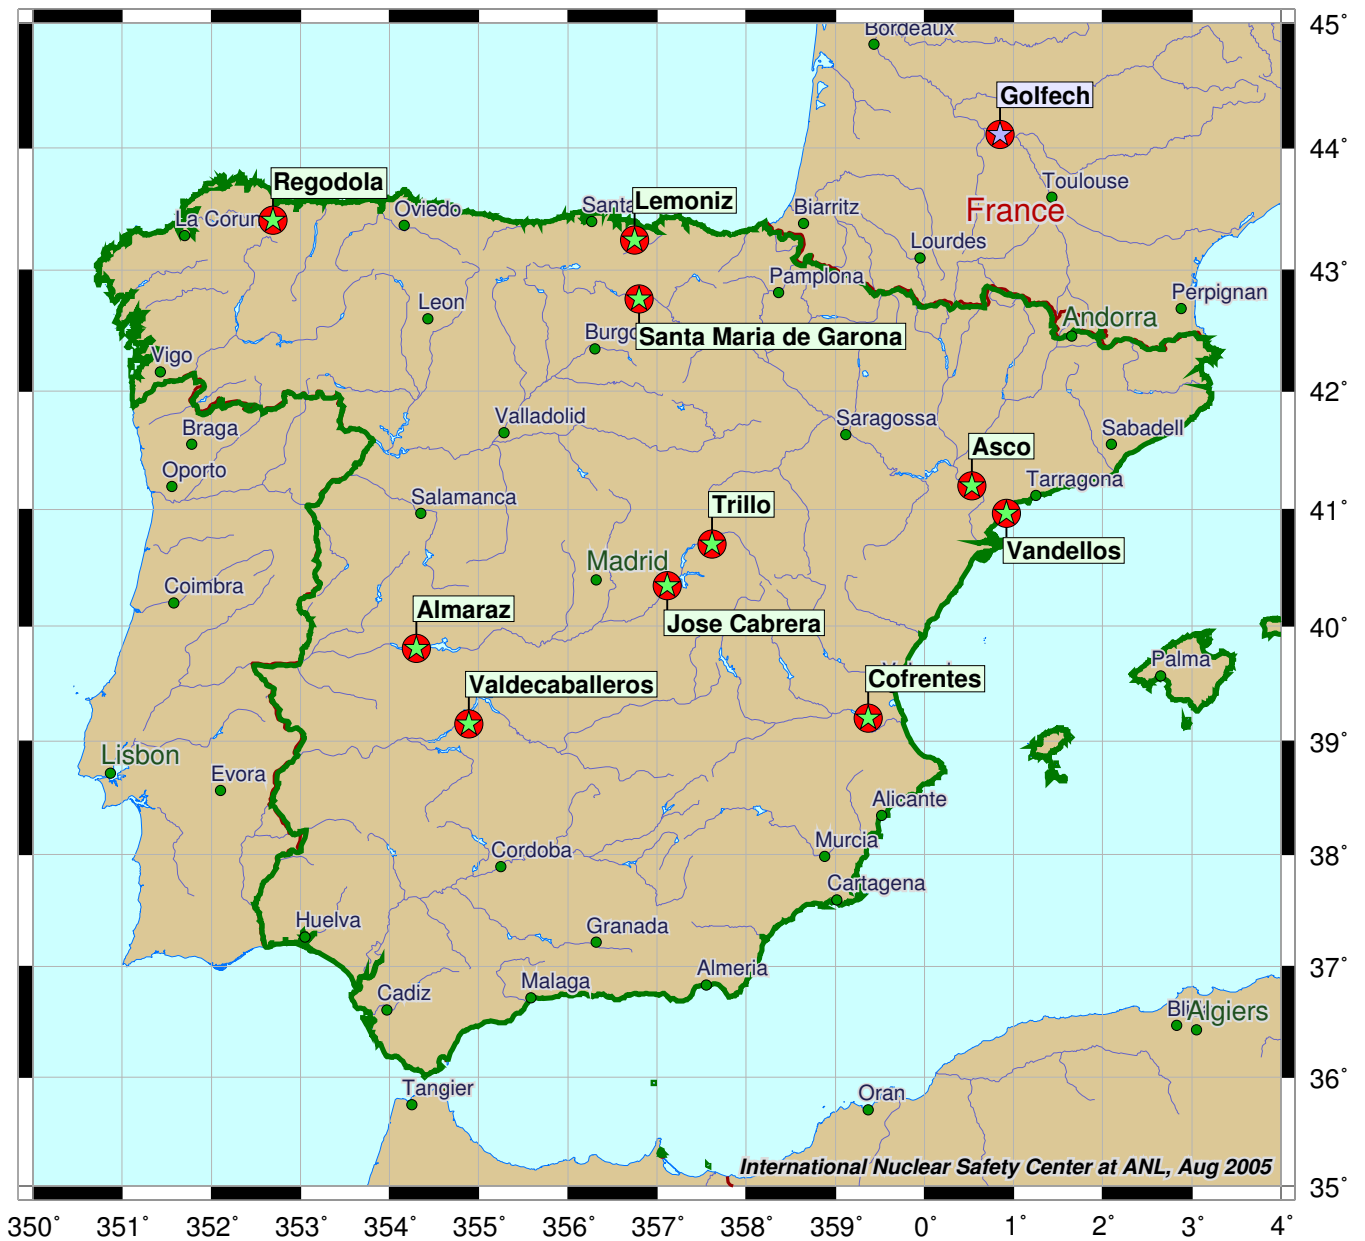 Bordeaux
45°
Golfech
44°
Toulouse
Regodola
France
Lemoniz
Biarritz
Santa
Oviedo
La Corun
Lourdes
43°
Pamplona
Perpignan
Leon
Andorra
Burgo
Santa Maria de Garona
Vigo
42°
Valladolid
Saragossa
Braga
Sabadell
Asco
Oporto
Tarragona
Salamanca
Trillo
41°
Vandellos
Madrid
Coimbra
Almaraz
Jose Cabrera
40°
Palma
Cofrentes
Valdecaballeros
Lisbon
39°
Evora
Alicante
Murcia
Cordoba
38°
Cartagena
Huelva
Granada
Almeria
37°
Malaga
Cadiz
Bli
Algiers
36°
Tangier
Oran
International Nuclear Safety Center at ANL, Aug 2005
35°
350° 351° 352° 353° 354° 355° 356° 357° 358° 359° 0° 1° 2° 3° 4°